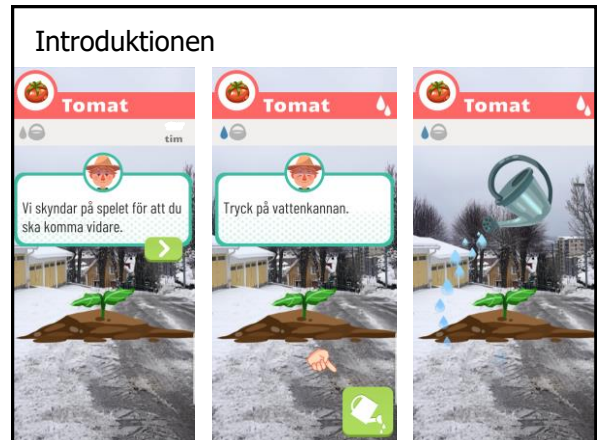 Introduktionen
Tomat
tim
Vi skyndar på spelet för att du
ska komma vidare.
Tomat
Tryck på vattenkannan.
Tomat